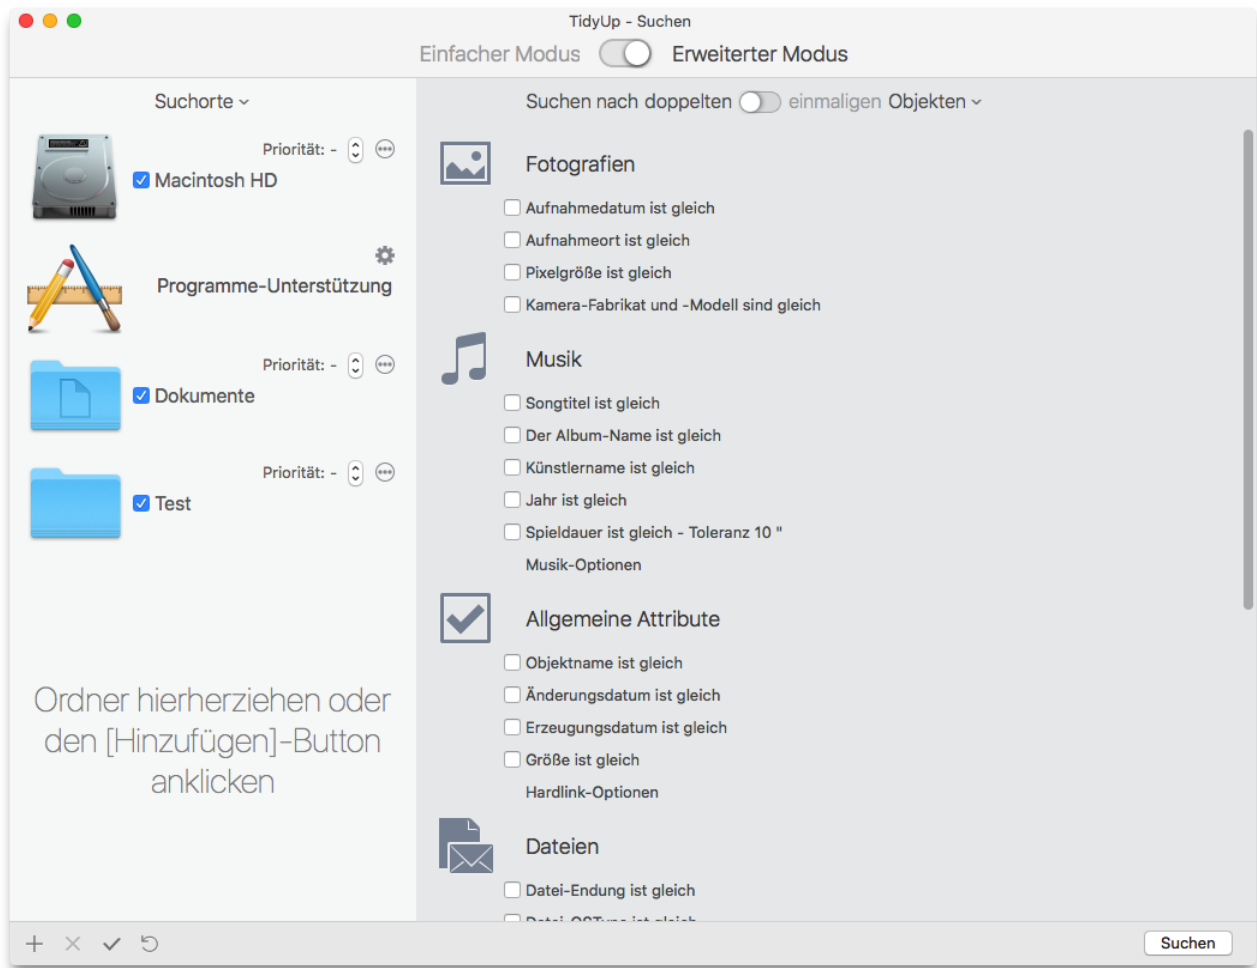 TidyUp - Suchen
Einfacher Modus Erweiterter Modus
Suchorte
Priorität: -
Macintosh HD
Programme-Unterstützung
Priorität: -
Dokumente
Priorität: -
Test
Ordner hierherziehen oder
den [Hinzufügen]-Button
anklicken
Suchen nach doppelten einmaligen Objekten
Fotografien
Aufnahmedatum ist gleich
Aufnahmeort ist gleich
Pixelgröße ist gleich
Kamera-Fabrikat und -Modell sind gleich
Musik
Songtitel ist gleich
Der Album-Name ist gleich
Künstlername ist gleich
Jahr ist gleich
Spieldauer ist gleich - Toleranz 10 "
Musik-Optionen
Allgemeine Attribute
Objektname ist gleich
Änderungsdatum ist gleich
Erzeugungsdatum ist gleich
Größe ist gleich
Hardlink-Optionen
Dateien
Datei-Endung ist gleich
Datei-OSType ist gleich
Suchen